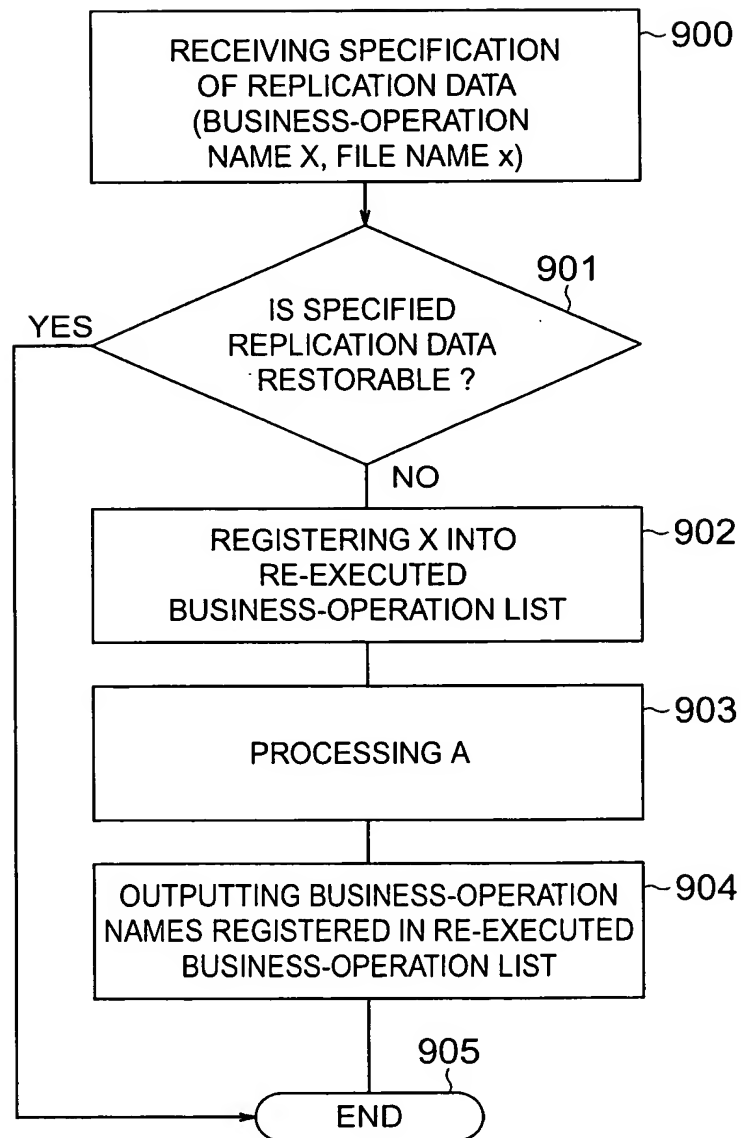 RECEIVING SPECIFICATION
OF REPLICATION DATA
(BUSINESS-OPERATION
NAME X, FILE NAME x)
900
901
IS SPECIFIED
REPLICATION DATA
RESTORABLE ?
YES
NO
REGISTERING X INTO
RE-EXECUTED
BUSINESS-OPERATION LIST
902
PROCESSING A
903
OUTPUTTING BUSINESS-OPERATION
NAMES REGISTERED IN RE-EXECUTED
BUSINESS-OPERATION LIST
904
905
END